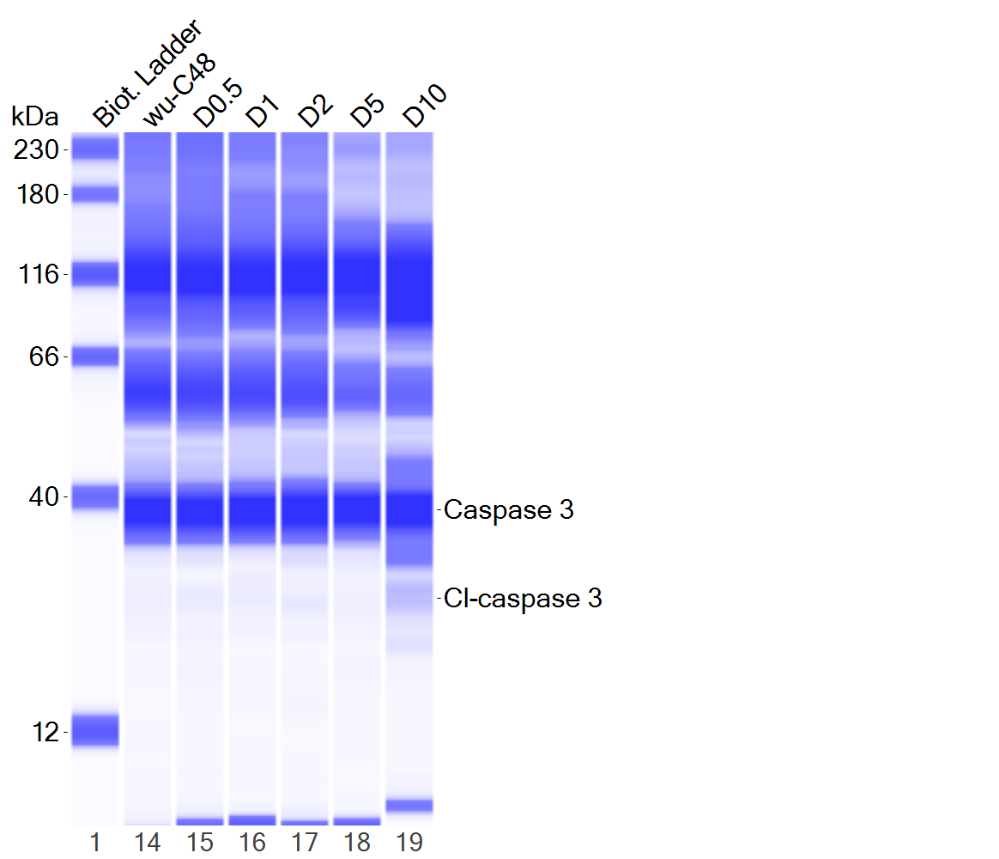 Biot. Ladder
wu-C48
D0.5
D1
D2
D5
D10
kDa
230
180
116
66
40
Caspase 3
Cl-caspase 3
12
1 14 15 16 17 18 19